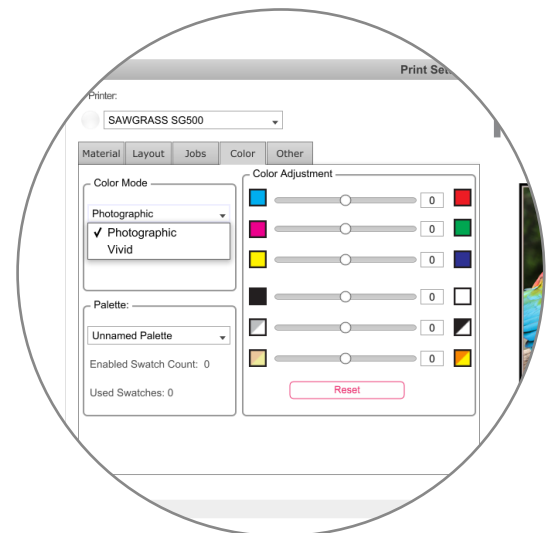 Print Set
Printer:
SAWGRASS SG500
Material Layout Jobs Color Other
Color Mode
Photographic
✓ Photographic
Vivid
Palette:
Unnamed Palette
Enabled Swatch Count: 0
Used Swatches: 0
Color Adjustment
0
0
0
0
0
0
Reset